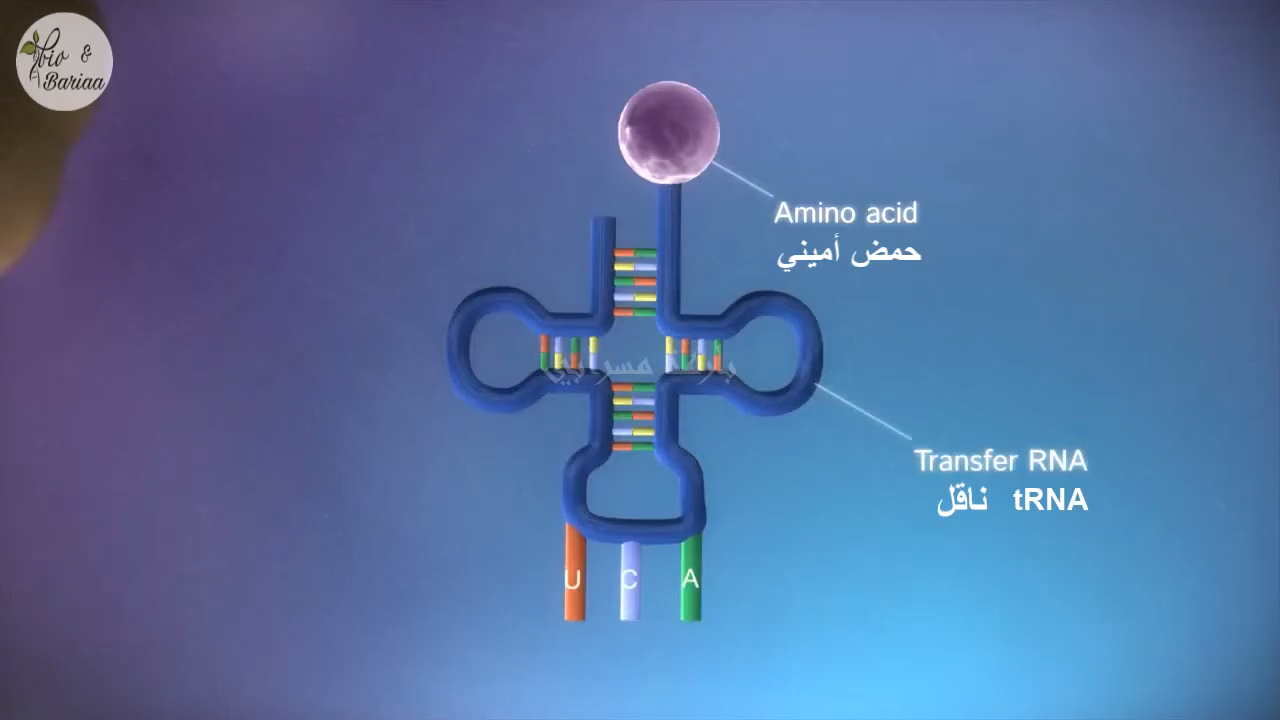 bio &
Bariaa
Amino acid
حمض أميني
Transfer RNA
ناقل tRNA
U C A